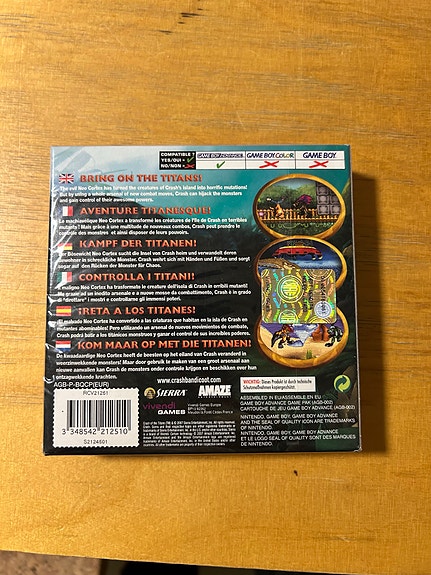 COMPATIBLE ?
YES/OUI = ✓
NO/NON = ✗
GAME BOY ADVANCE
GAME BOY COLOR
GAME BOY
BRING ON THE TITANS!
The evil Neo Cortex has turned the creatures of Crash's island into horrific mutations!
But by using a whole arsenal of new combat moves, Crash can hijack the monsters
and gain control of their awesome powers.
AVENTURE TITANESQUE!
Le machiavélique Neo Cortex a transformé les créatures de l'île de Crash en terribles
mutants! Mais grâce à une multitude de nouveaux combos, Crash peut prendre le
contrôle des monstres et ainsi disposer de leurs pouvoirs.
KAMPF DER TITANEN!
Der Bösewicht Neo Cortex sucht die Insel von Crash heim und verwandelt deren
Bewohner in schreckliche Monster. Crash wehrt sich mit Händen und Füßen und sorgt
sogar auf den Rücken der Monster für Chaos.
CONTROLLA I TITANI!
Il maligno Neo Cortex ha trasformato le creature dell'isola di Crash in orribili mutanti!
Ma grazie ad un inedito arsenale e a nuove mosse da combattimento, Crash è in grado
di "dirottare" i mostri e controllarne gli immensi poteri.
¡RETA A LOS TITANES!
El malvado Neo Cortex ha convertido a las criaturas que habitan en la isla de Crash en
mutantes abominables! Pero utilizando un arsenal de nuevos movimientos de combate,
Crash podrá batir a los titánicos monstruos y ganar el control de sus increíbles poderes.
KOM MAAR OP MET DIE TITANEN!
De kwaadaardige Neo Cortex heeft de beesten op het eiland van Crash veranderd in
weerzinwekkende monsters! Maar door gebruik te maken van een groot arsenaal aan
nieuwe aanvallen kan Crash de monsters onder controle krijgen en beschikken over hun
ontzagwekkende krachten.
AGB-P-BQCP(EUR)
RCV21251
3 348542 212510
S2124501
www.crashbandicoot.com
SIERRA
AMAZE
vivendi
GAMES
Vivendi Games Europe
WICHTIG: Dieses Produkt ist durch technische
Schutzmaßnahmen kopiergeschützt.
ASSEMBLED IN EU/ASSEMBLE EN EU
GAME BOY ADVANCE GAME PAK (AGB-002)
CARTOUCHE DE JEU GAME BOY ADVANCE (AGB-002)
NINTENDO, GAME BOY, GAME BOY ADVANCE
AND THE SEAL OF QUALITY ICON ARE TRADEMARKS
OF NINTENDO.
NINTENDO, GAME BOY, GAME BOY ADVANCE
ET LE LOGO SEAL OF QUALITY SONT DES MARQUES
DE NINTENDO.